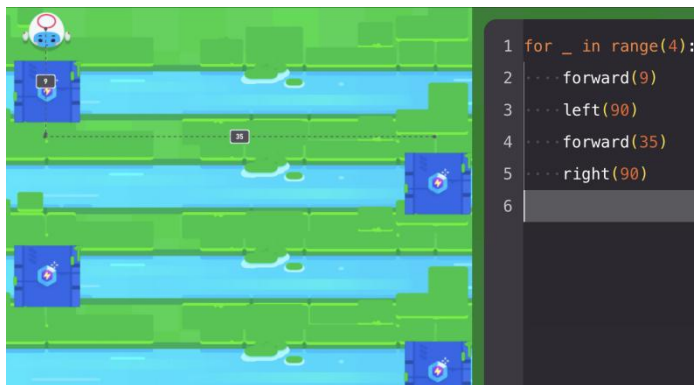 9
35
1 for _ in range(4):
2 ····forward(9)
3 ····left(90)
4 ····forward(35)
5 ····right(90)
6